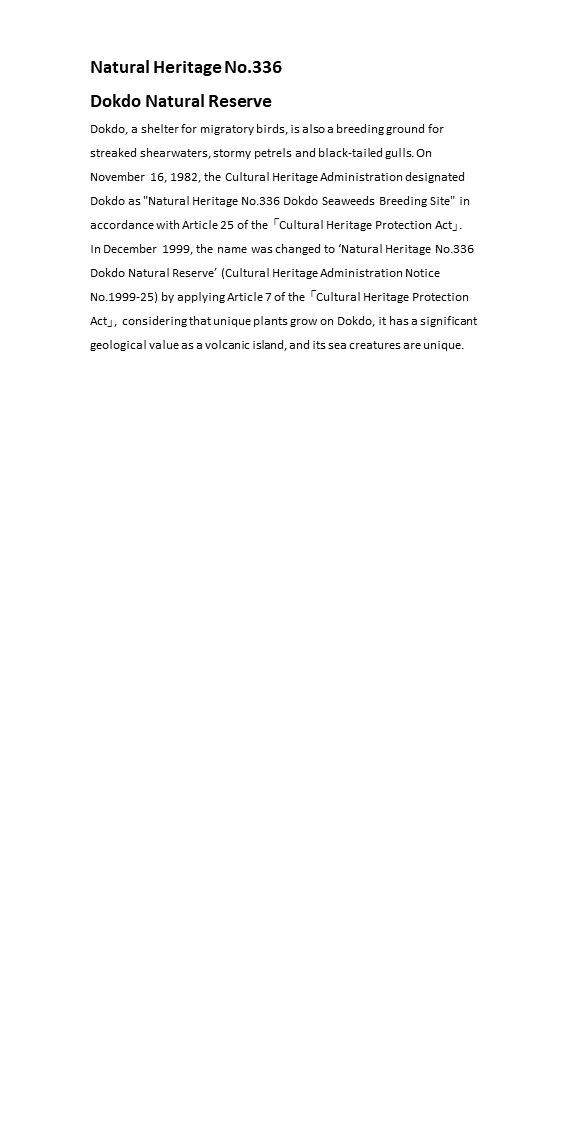 Natural Heritage No.336
Dokdo Natural Reserve
Dokdo, a shelter for migratory birds, is also a breeding ground for
streaked shearwaters, stormy petrels and black-tailed gulls. On
November 16, 1982, the Cultural Heritage Administration designated
Dokdo as "Natural Heritage No.336 Dokdo Seaweeds Breeding Site" in
accordance with Article 25 of the「Cultural Heritage Protection Act」.
In December 1999, the name was changed to ‘Natural Heritage No.336
Dokdo Natural Reserve’ (Cultural Heritage Administration Notice
No.1999-25) by applying Article 7 of the「Cultural Heritage Protection
Act」, considering that unique plants grow on Dokdo, it has a significant
geological value as a volcanic island, and its sea creatures are unique.